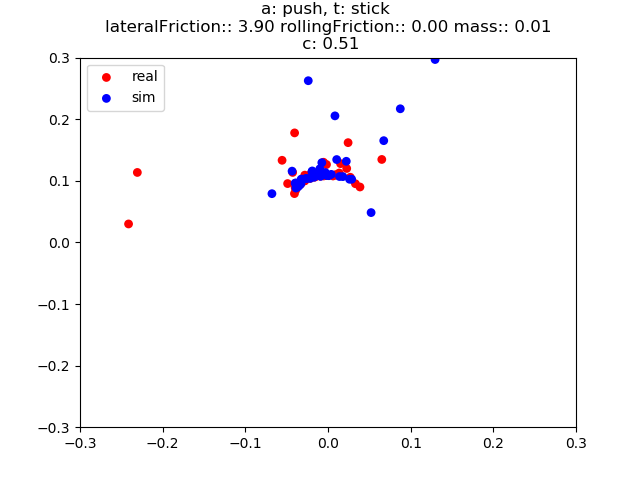 a: push, t: stick
lateralFriction:: 3.90 rollingFriction:: 0.00 mass:: 0.01
c: 0.51
real
sim
0.3
0.2
0.1
0.0
−0.1
−0.2
−0.3
−0.3 −0.2 −0.1 0.0 0.1 0.2 0.3